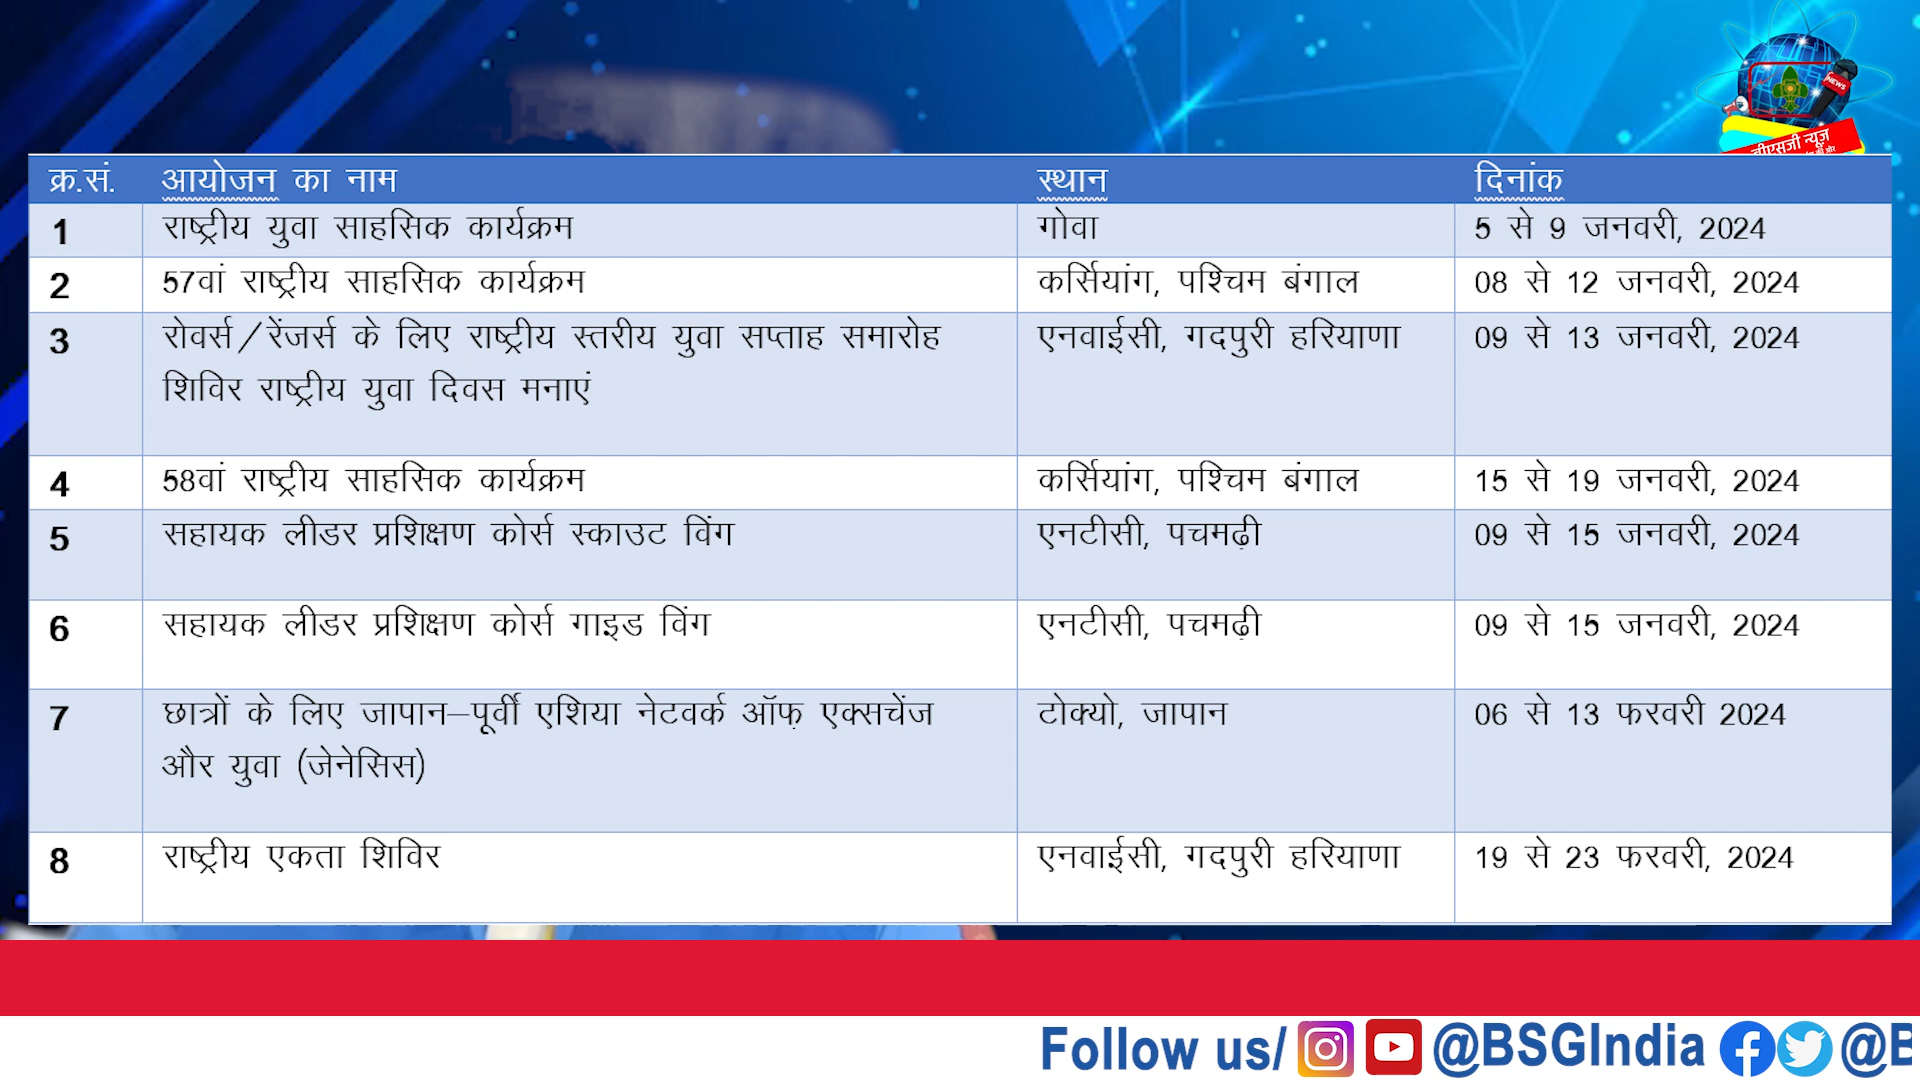 NEWS
बीएसजी न्यूज़
क्र.सं. आयोजन का नाम स्थान दिनांक
1 राष्ट्रीय युवा साहसिक कार्यक्रम गोवा 5 से 9 जनवरी, 2024
2 57वां राष्ट्रीय साहसिक कार्यक्रम कर्सियांग, पश्चिम बंगाल 08 से 12 जनवरी, 2024
3 रोवर्स/रेंजर्स के लिए राष्ट्रीय स्तरीय युवा सप्ताह समारोह एनवाईसी, गदपुरी हरियाणा 09 से 13 जनवरी, 2024
शिविर राष्ट्रीय युवा दिवस मनाएं
4 58वां राष्ट्रीय साहसिक कार्यक्रम कर्सियांग, पश्चिम बंगाल 15 से 19 जनवरी, 2024
5 सहायक लीडर प्रशिक्षण कोर्स स्काउट विंग एनटीसी, पचमढ़ी 09 से 15 जनवरी, 2024
6 सहायक लीडर प्रशिक्षण कोर्स गाइड विंग एनटीसी, पचमढ़ी 09 से 15 जनवरी, 2024
7 छात्रों के लिए जापान–पूर्वी एशिया नेटवर्क ऑफ़ एक्सचेंज टोक्यो, जापान 06 से 13 फरवरी 2024
और युवा (जेनेसिस)
8 राष्ट्रीय एकता शिविर एनवाईसी, गदपुरी हरियाणा 19 से 23 फरवरी, 2024
Follow us/ @BSGIndia @B